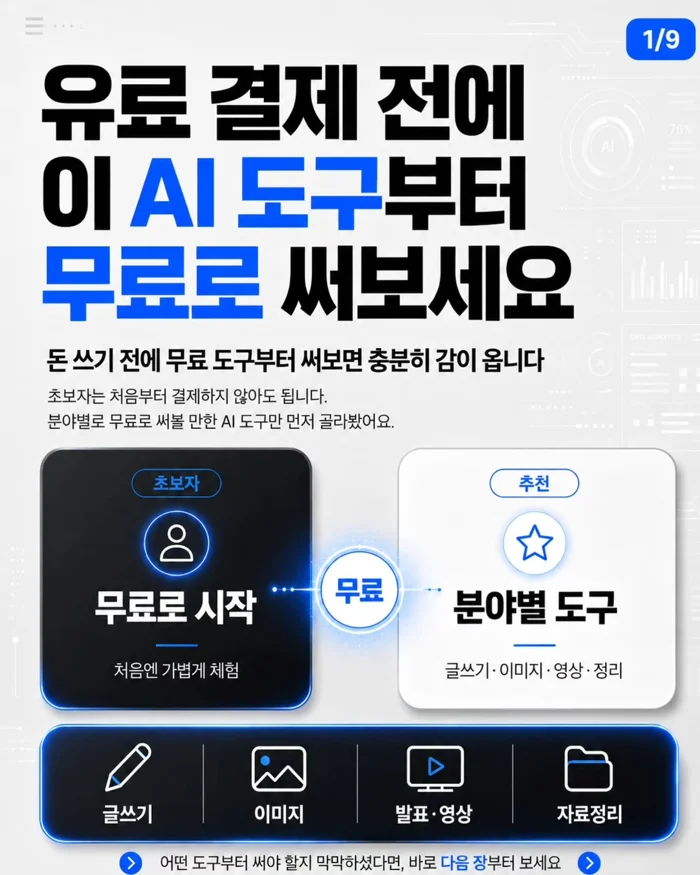 1/9
유료 결제 전에
이 AI 도구부터
무료로 써보세요
돈 쓰기 전에 무료 도구부터 써보면 충분히 감이 옵니다
초보자는 처음부터 결제하지 않아도 됩니다.
분야별로 무료로 써볼 만한 AI 도구만 먼저 골라봤어요.
AI
76%
초보자
무료로 시작
처음엔 가볍게 체험
무료
추천
분야별 도구
글쓰기·이미지·영상·정리
글쓰기
이미지
발표·영상
자료정리
어떤 도구부터 써야 할지 막막하셨다면, 바로 다음 장부터 보세요